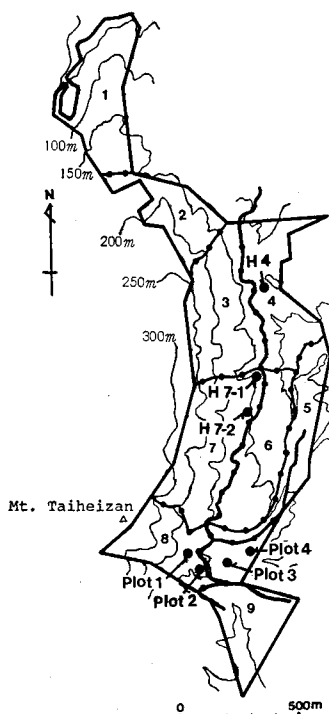 1
100m
150m
N
2
200m
H 4
250m
3
4
300m
5
H 7-1
H 7-2
6
7
Mt. Taiheizan
8
Plot 4
Plot 1
Plot 3
Plot 2
9
0 500m